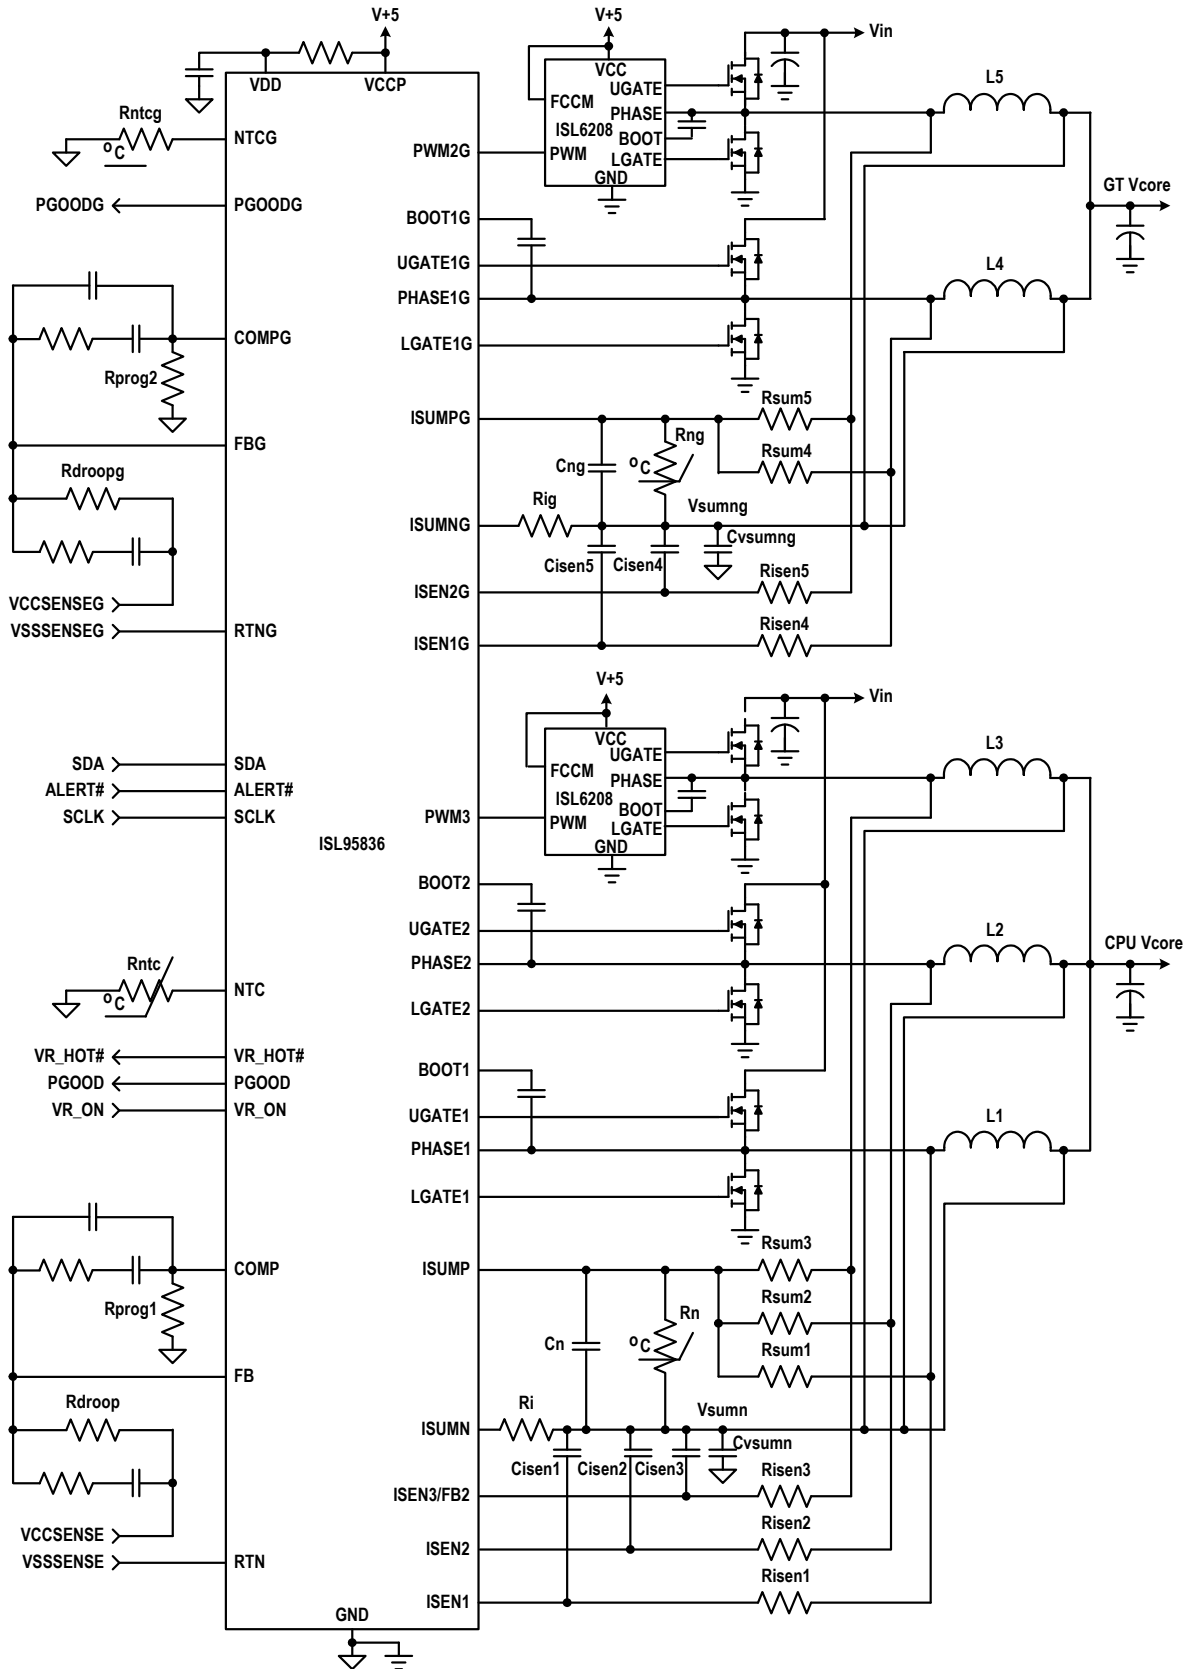 V+5
V+5
Vin
VDD
VCCP
VCC
UGATE
FCCM
PHASE
ISL6208
BOOT
PWM
LGATE
GND
L5
Rntcg
oC
NTCG
PWM2G
PGOODG
PGOODG
BOOT1G
GT Vcore
UGATE1G
L4
PHASE1G
COMPG
LGATE1G
Rprog2
Rsum5
ISUMPG
Rng
FBG
Cng
oC
Rsum4
Rdroopg
Rig
Vsumng
ISUMNG
Cvsumng
Cisen5
Cisen4
Risen5
ISEN2G
VCCSENSEG
Risen4
VSSSENSEG
RTNG
ISEN1G
V+5
Vin
VCC
UGATE
FCCM
PHASE
ISL6208
BOOT
PWM
LGATE
GND
L3
SDA
SDA
ALERT#
ALERT#
SCLK
SCLK
PWM3
ISL95836
BOOT2
UGATE2
L2
CPU Vcore
PHASE2
Rntc
oC
NTC
LGATE2
VR_HOT#
VR_HOT#
BOOT1
PGOOD
PGOOD
VR_ON
VR_ON
UGATE1
L1
PHASE1
LGATE1
Rsum3
COMP
ISUMP
Rprog1
Rsum2
Rn
Cn
oC
Rsum1
FB
Rdroop
Ri
Vsumn
ISUMN
Cvsumn
Cisen1
Cisen2
Cisen3
Risen3
ISEN3/FB2
Risen2
VCCSENSE
ISEN2
VSSSENSE
RTN
Risen1
ISEN1
GND